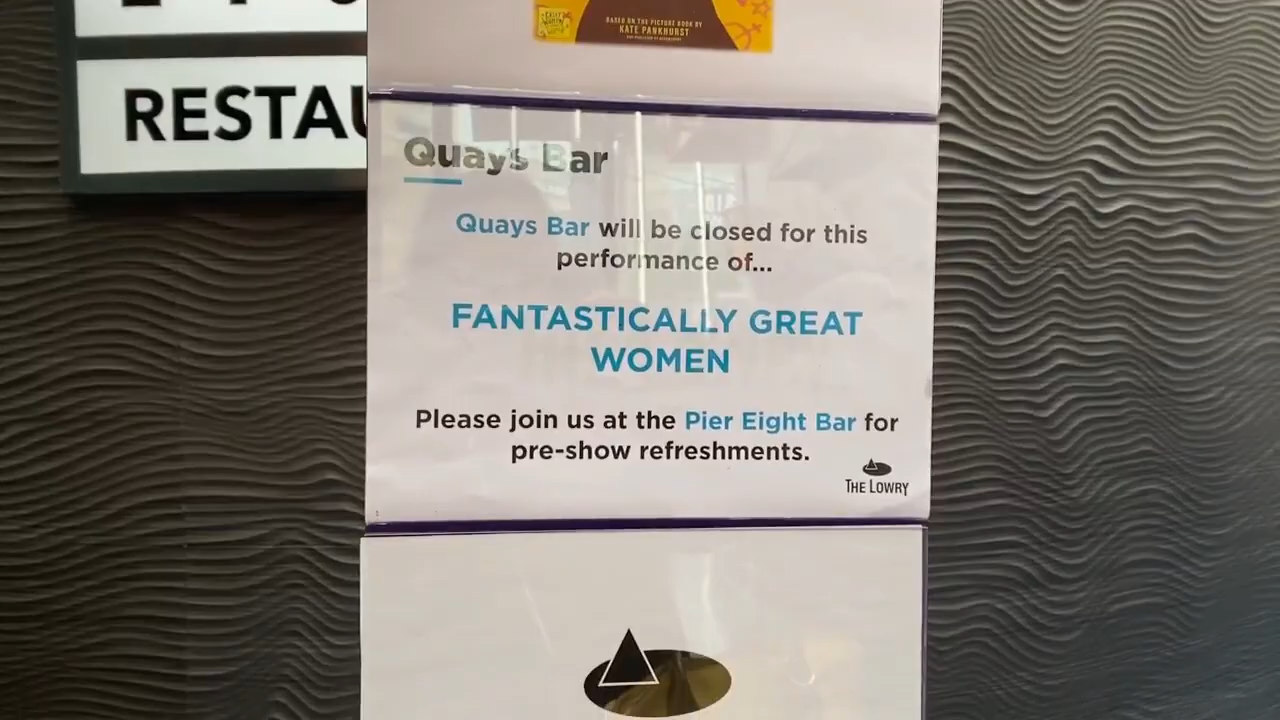 BASED ON THE PICTURE BOOK BY
KATE PANKHURST
RESTAU
Quays Bar
Quays Bar will be closed for this
performance of...
FANTASTICALLY GREAT
WOMEN
Please join us at the Pier Eight Bar for
pre-show refreshments.
THE LOWRY